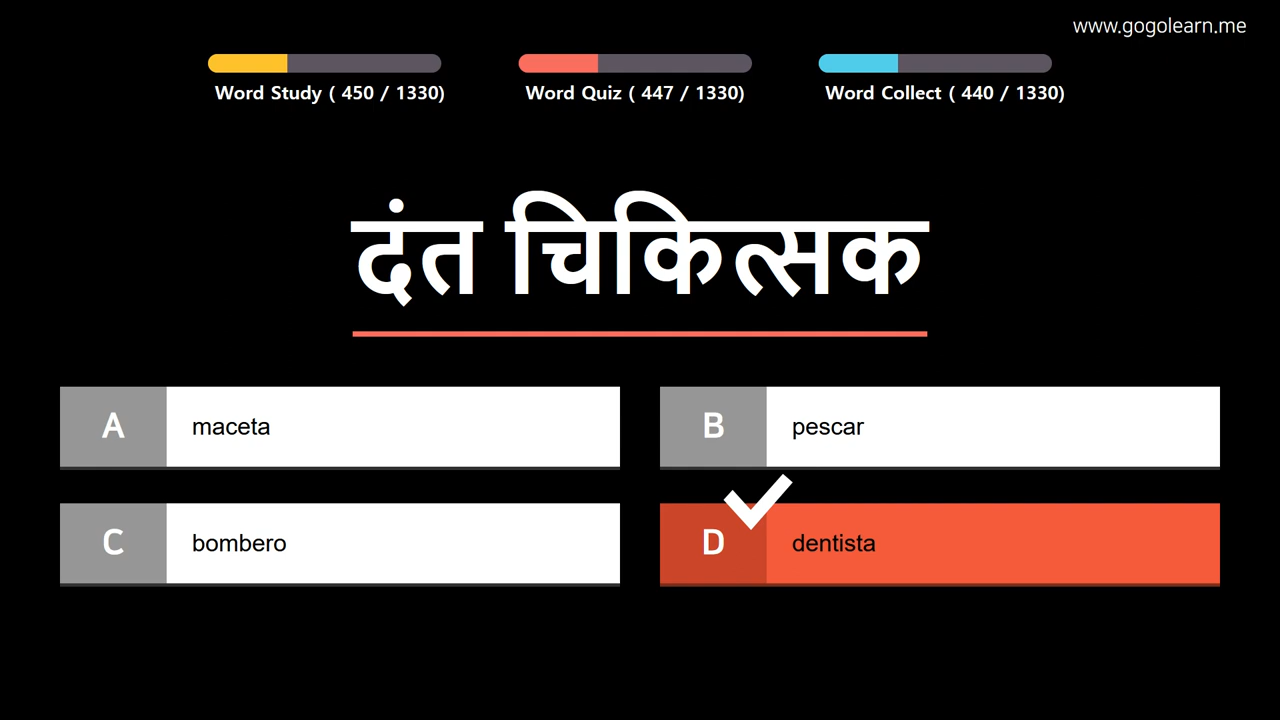 www.gogolearn.me
Word Study ( 450 / 1330)
Word Quiz ( 447 / 1330)
Word Collect ( 440 / 1330)
दंत चिकित्सक
A maceta
B pescar
C bombero
D dentista